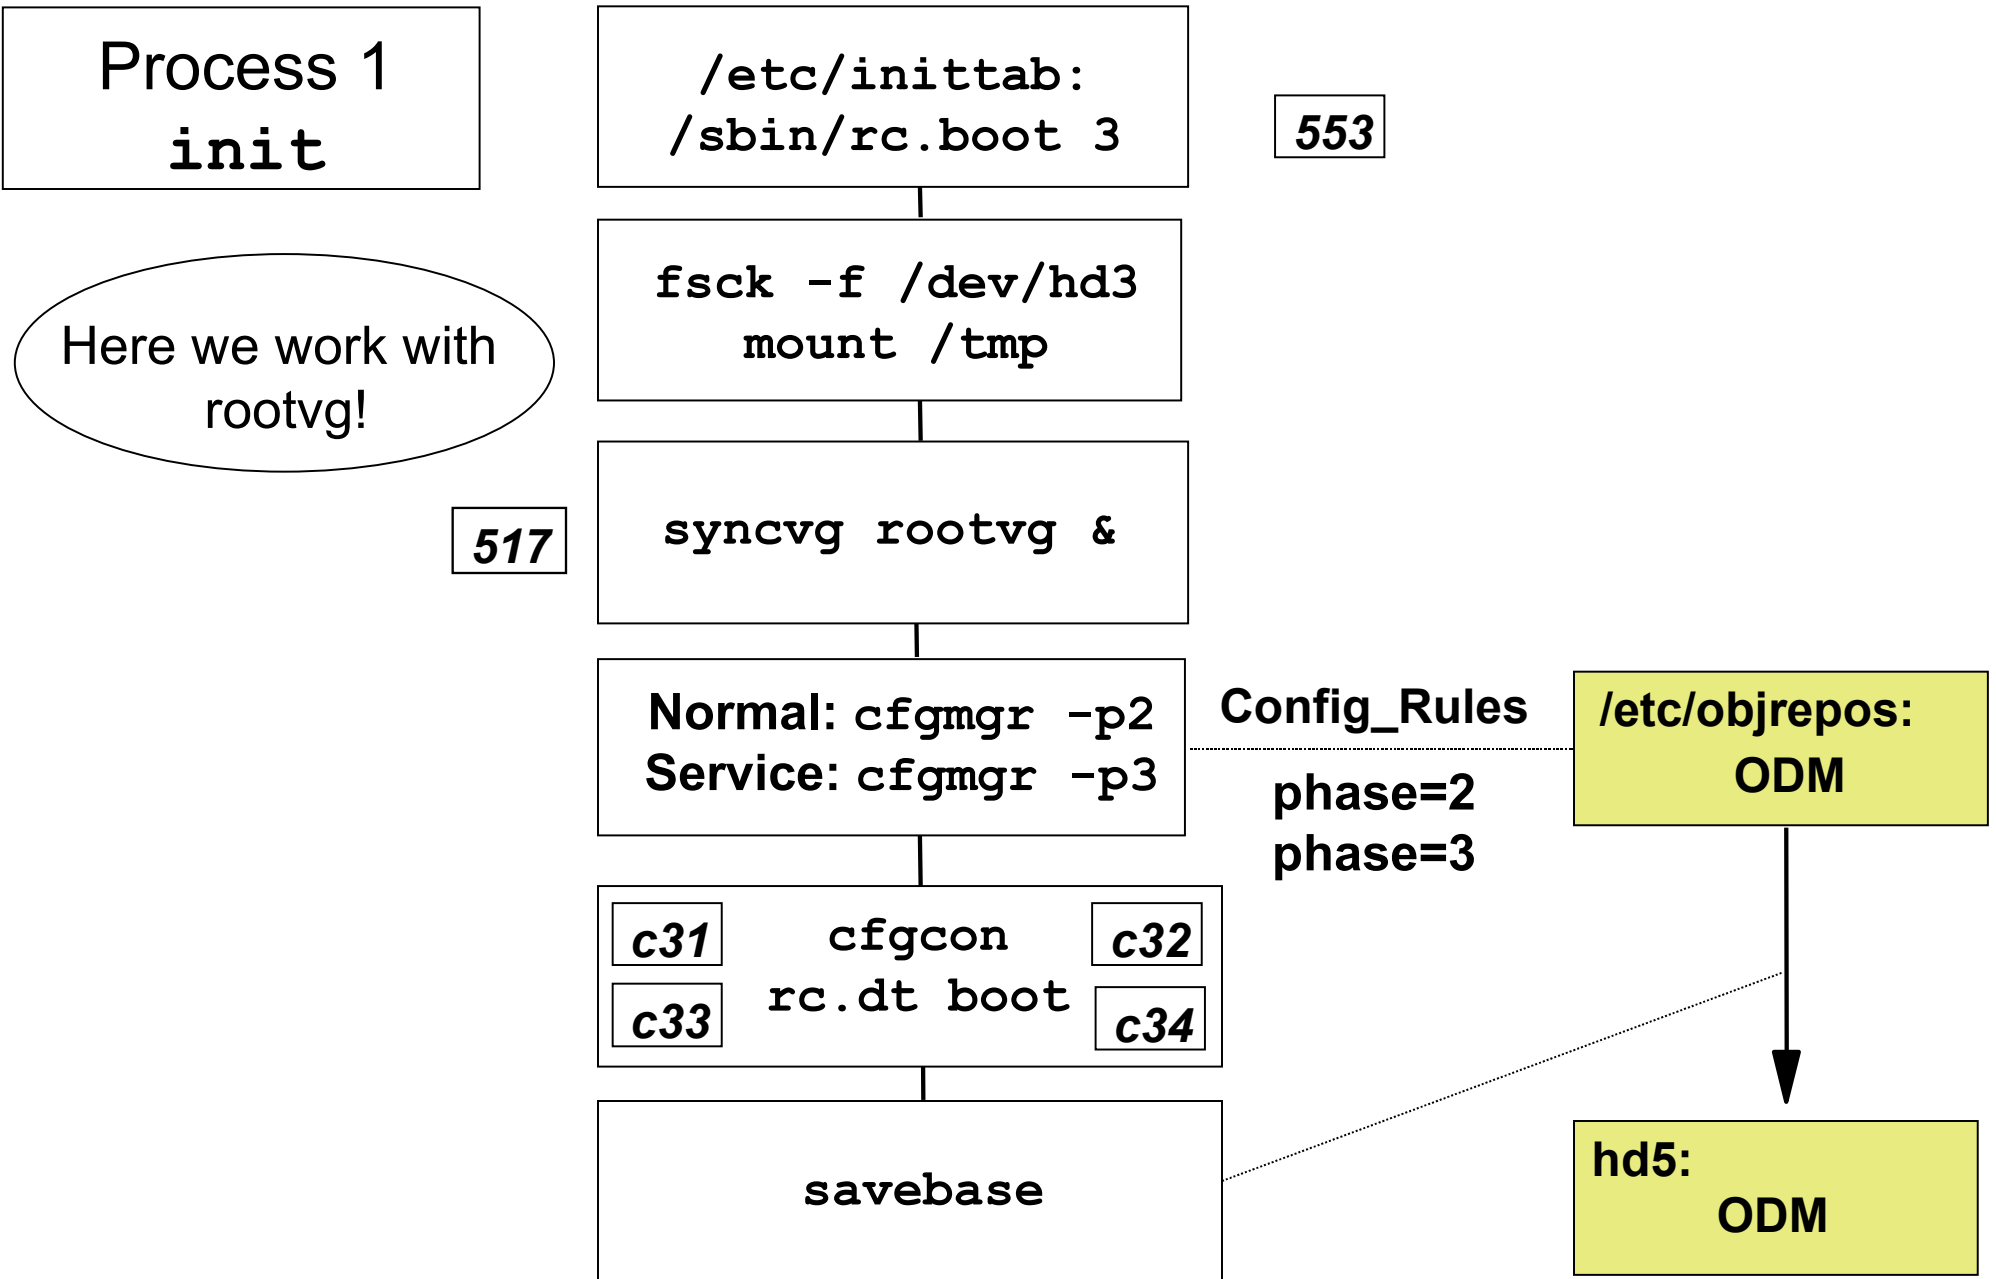 Process 1
init
/etc/inittab:
/sbin/rc.boot 3
553
fsck -f /dev/hd3
mount /tmp
Here we work with
rootvg!
517
syncvg rootvg &
Normal: cfgmgr -p2
Service: cfgmgr -p3
Config_Rules
phase=2
phase=3
/etc/objrepos:
ODM
c31
cfgcon
c32
rc.dt boot
c33
c34
savebase
hd5:
ODM